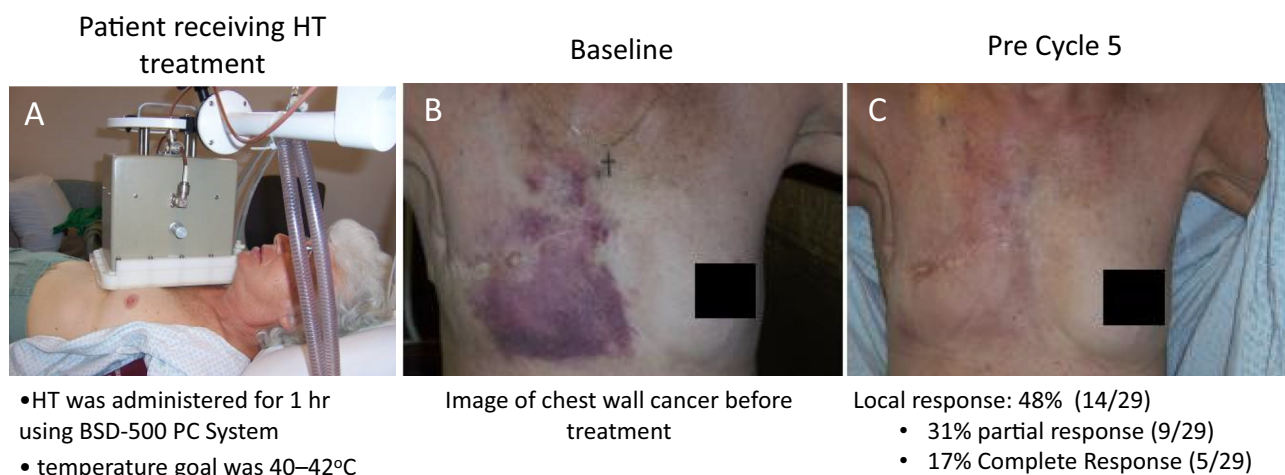 Patient receiving HT
treatment
Baseline
Pre Cycle 5
A
B
C
•HT was administered for 1 hr
using BSD-500 PC System
• temperature goal was 40–42°C
Image of chest wall cancer before
treatment
Local response: 48% (14/29)
• 31% partial response (9/29)
• 17% Complete Response (5/29)